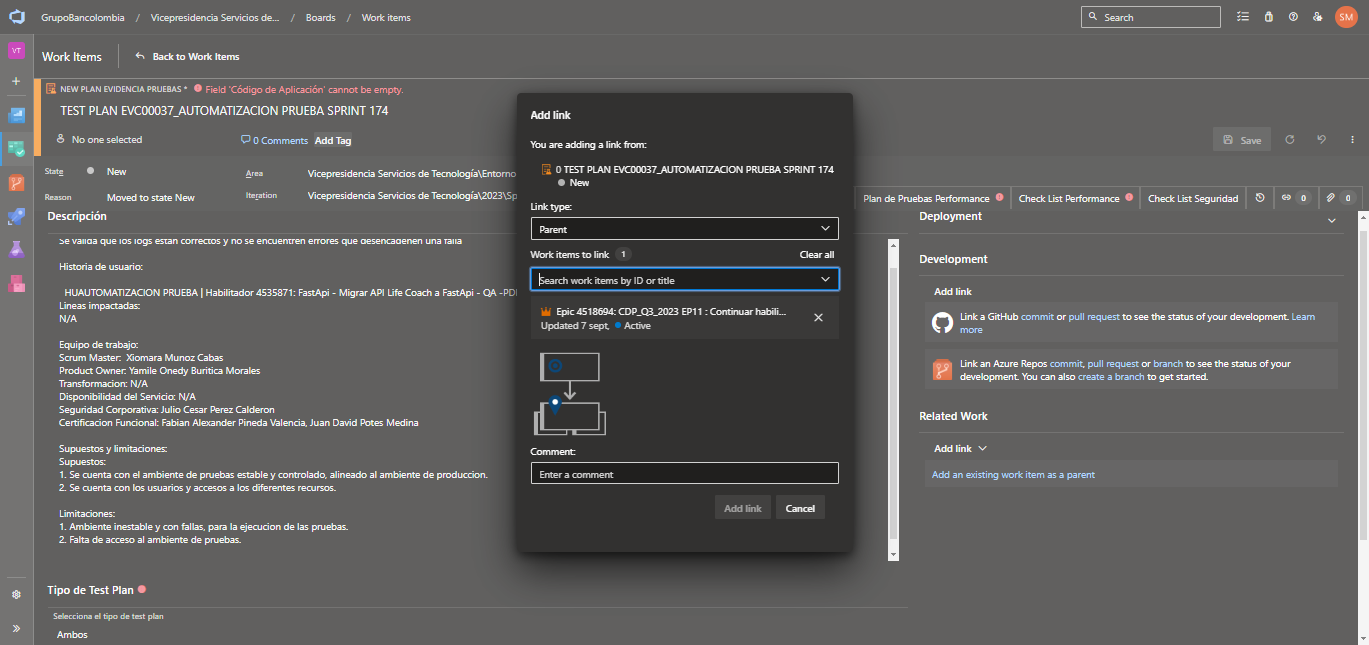 GrupoBancolombia / Vicepresidencia Servicios de... / Boards / Work items
Search
SM
VT
Work Items
Back to Work Items
NEW PLAN EVIDENCIA PRUEBAS * Field 'Código de Aplicación' cannot be empty.
TEST PLAN EVC00037_AUTOMATIZACION PRUEBA SPRINT 174
No one selected
0 Comments
Add Tag
Save
State
New
Area
Vicepresidencia Servicios de Tecnología\Entorno
Reason
Moved to state New
Iteration
Vicepresidencia Servicios de Tecnología\2023\Sp
Plan de Pruebas Performance
Check List Performance
Check List Seguridad
0
0
Descripción
Se valida que los logs estan correctos y no se encuentren errores que desencadenen una falla
Historia de usuario:
HUAUTOMATIZACION PRUEBA | Habilitador 4535871: FastApi - Migrar API Life Coach a FastApi - QA -PD
Lineas impactadas:
N/A
Equipo de trabajo:
Scrum Master: Xiomara Munoz Cabas
Product Owner: Yamile Onedy Buritica Morales
Transformacion: N/A
Disponibilidad del Servicio: N/A
Seguridad Corporativa: Julio Cesar Perez Calderon
Certificacion Funcional: Fabian Alexander Pineda Valencia, Juan David Potes Medina
Supuestos y limitaciones:
Supuestos:
1. Se cuenta con el ambiente de pruebas estable y controlado, alineado al ambiente de produccion.
2. Se cuenta con los usuarios y accesos a los diferentes recursos.
Limitaciones:
1. Ambiente inestable y con fallas, para la ejecucion de las pruebas.
2. Falta de acceso al ambiente de pruebas.
Tipo de Test Plan
Selecciona el tipo de test plan
Ambos
Add link
You are adding a link from:
0 TEST PLAN EVC00037_AUTOMATIZACION PRUEBA SPRINT 174
New
Link type:
Parent
Work items to link 1
Clear all
Search work items by ID or title
Epic 4518694: CDP_Q3_2023 EP11 : Continuar habili...
Updated 7 sept, Active
Comment:
Enter a comment
Add link
Cancel
Deployment
Development
Add link
Link a GitHub commit or pull request to see the status of your development. Learn
more
Link an Azure Repos commit, pull request or branch to see the status of your
development. You can also create a branch to get started.
Related Work
Add link
Add an existing work item as a parent